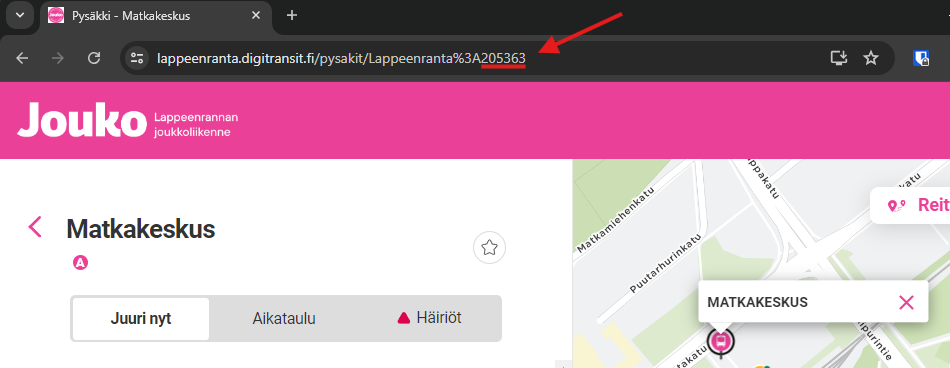 Pysäkki - Matkakeskus
lappeenranta.digitransit.fi/pysakit/Lappeenranta%3A205363
Jouko
Lappeenrannan
joukkoliikenne
Matkakeskus
A
Juuri nyt
Aikataulu
Häiriöt
Matkamiehenkatu
Puutarhurinkatu
Reit
MATKAKESKUS